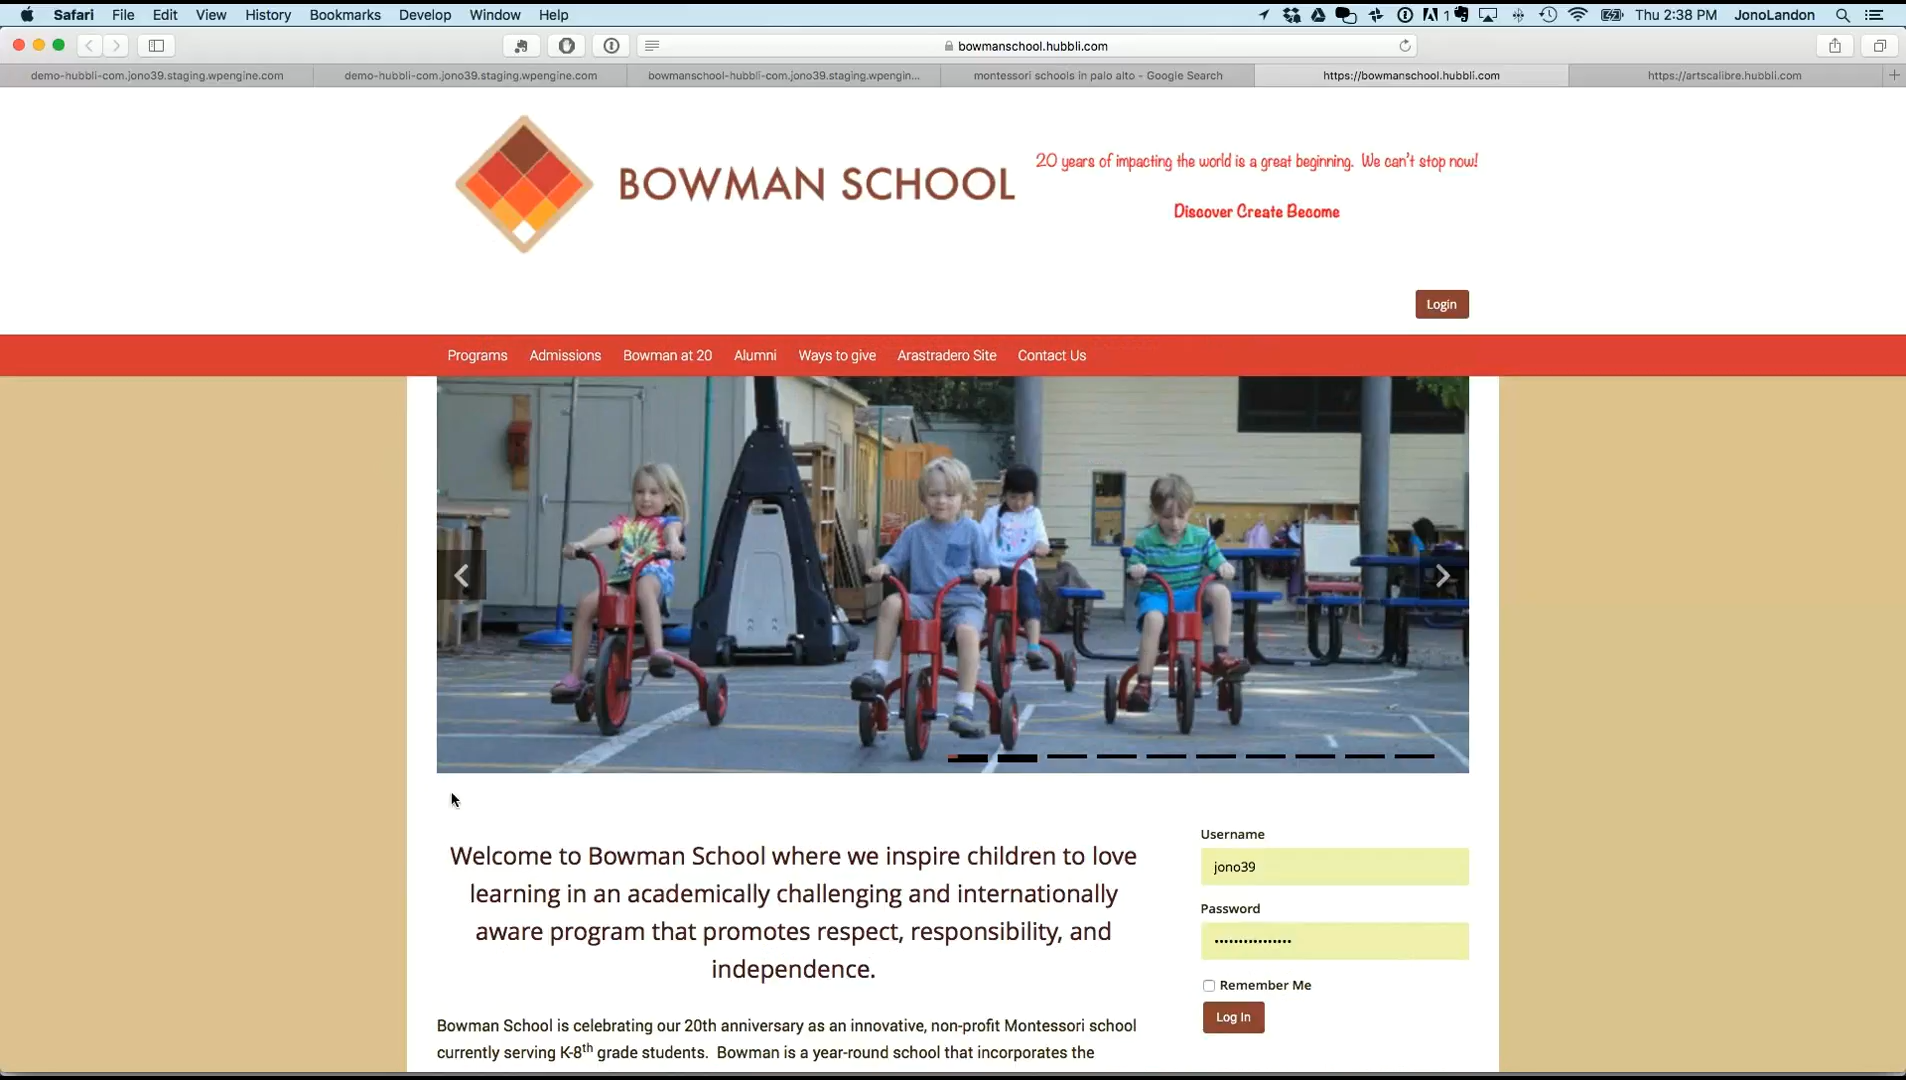 Safari File Edit View History Bookmarks Develop Window Help 1 Thu 2:38 PM JonoLandon
bowmanschool.hubbli.com
demo-hubbli-com.jono39.staging.wpengine.com demo-hubbli-com.jono39.staging.wpengine.com bowmanschool-hubbli-com.jono39.staging.wpengin... montessori schools in palo alto - Google Search https://bowmanschool.hubbli.com https://artscalibre.hubbli.com
BOWMAN SCHOOL
20 years of impacting the world is a great beginning. We can't stop now!
Discover Create Become
Login
Programs Admissions Bowman at 20 Alumni Ways to give Arastradero Site Contact Us
Welcome to Bowman School where we inspire children to love
learning in an academically challenging and internationally
aware program that promotes respect, responsibility, and
independence.
Bowman School is celebrating our 20th anniversary as an innovative, non-profit Montessori school
currently serving K-8th grade students. Bowman is a year-round school that incorporates the
Username
jono39
Password
••••••••••••••••
Remember Me
Log In